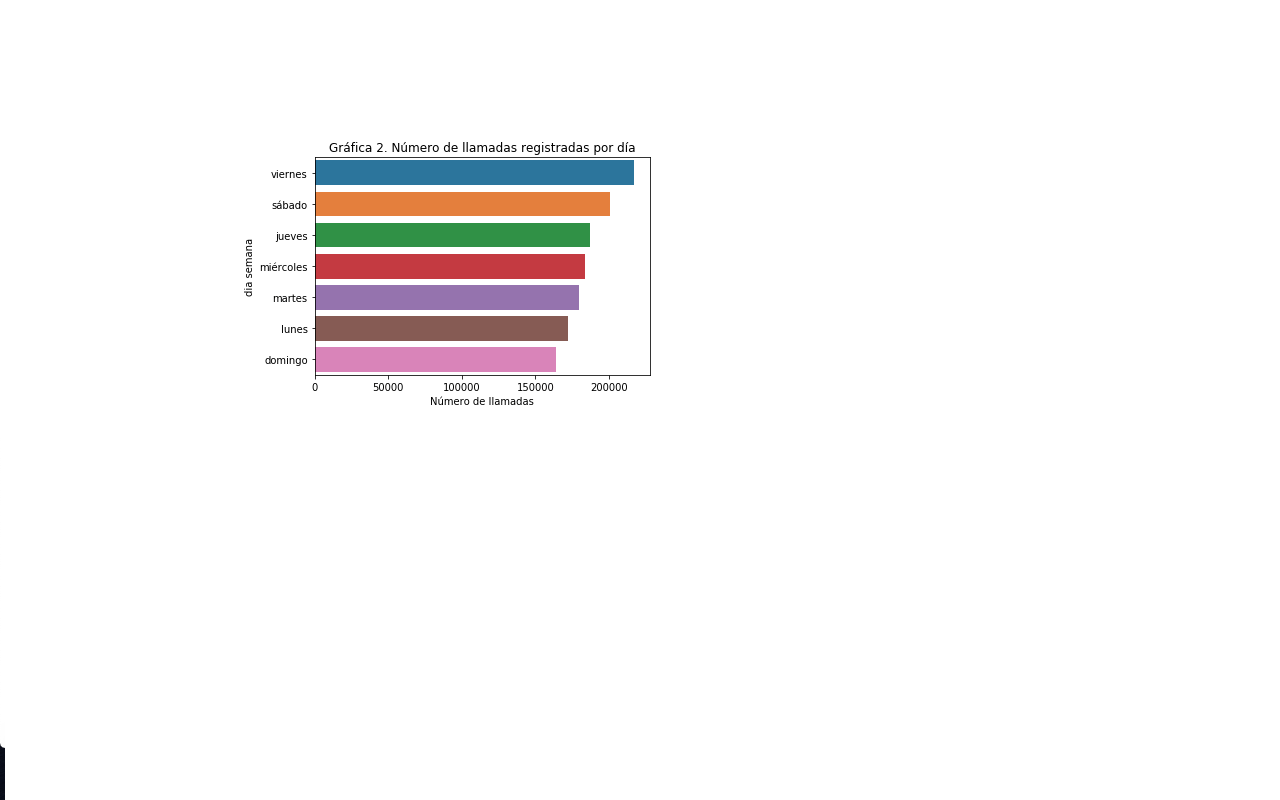 Gráfica 2. Número de llamadas registradas por día
viernes
sábado
jueves
miércoles
martes
lunes
domingo
dia semana
0 50000 100000 150000 200000
Número de llamadas